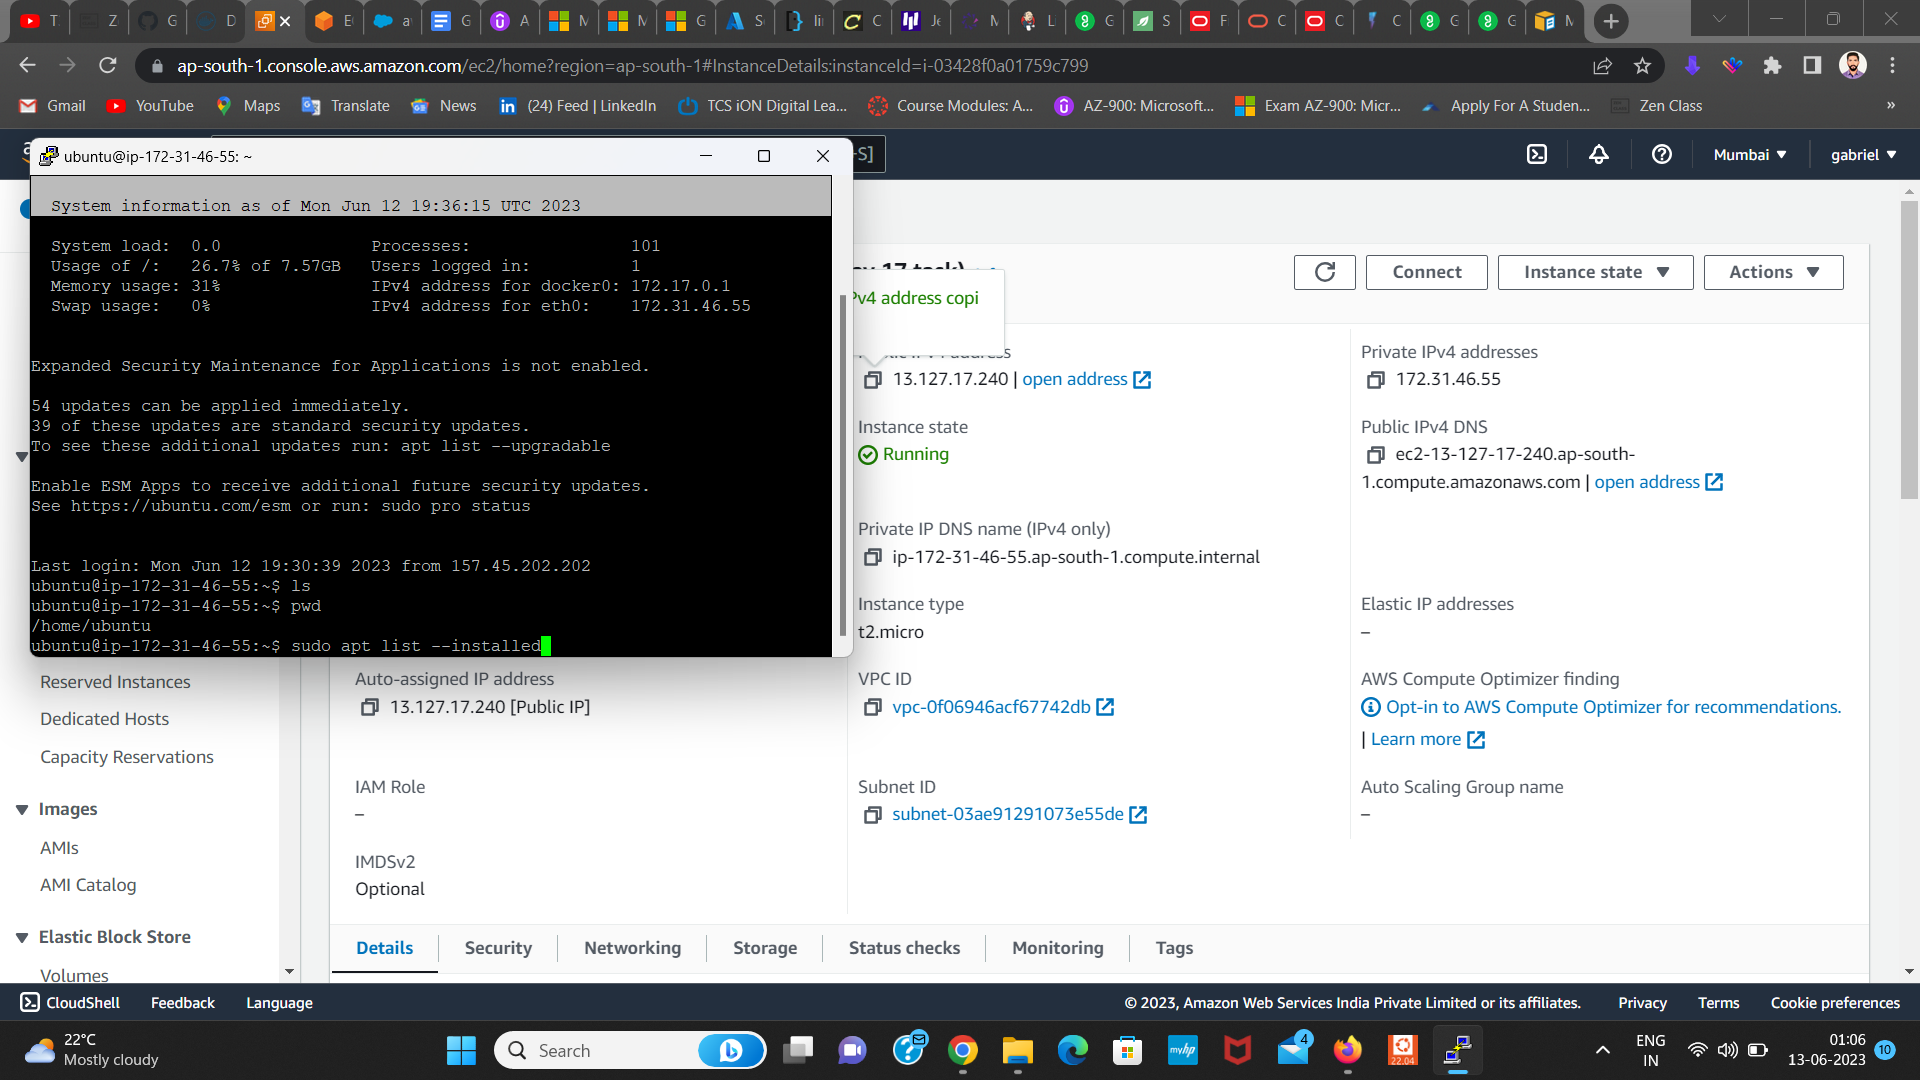 ap-south-1.console.aws.amazon.com/ec2/home?region=ap-south-1#InstanceDetails:instanceId=i-03428f0a01759c799
Gmail
YouTube
Maps
Translate
News
(24) Feed | LinkedIn
TCS iON Digital Lea...
Course Modules: A...
AZ-900: Microsoft...
Exam AZ-900: Micr...
Apply For A Studen...
Zen Class
»
-S]
Mumbai
gabriel
ubuntu@ip-172-31-46-55: ~
System information as of Mon Jun 12 19:36:15 UTC 2023
System load: 0.0 Processes: 101
Usage of /: 26.7% of 7.57GB Users logged in: 1
Memory usage: 31% IPv4 address for docker0: 172.17.0.1
Swap usage: 0% IPv4 address for eth0: 172.31.46.55
Expanded Security Maintenance for Applications is not enabled.
54 updates can be applied immediately.
39 of these updates are standard security updates.
To see these additional updates run: apt list --upgradable
Enable ESM Apps to receive additional future security updates.
See https://ubuntu.com/esm or run: sudo pro status
Last login: Mon Jun 12 19:30:39 2023 from 157.45.202.202
ubuntu@ip-172-31-46-55:~$ ls
ubuntu@ip-172-31-46-55:~$ pwd
/home/ubuntu
ubuntu@ip-172-31-46-55:~$ sudo apt list --installed
Connect
Instance state
Actions
Pv4 address copi
13.127.17.240 | open address
Private IPv4 addresses
172.31.46.55
Instance state
Running
Public IPv4 DNS
ec2-13-127-17-240.ap-south-
1.compute.amazonaws.com | open address
Private IP DNS name (IPv4 only)
ip-172-31-46-55.ap-south-1.compute.internal
Instance type
t2.micro
Elastic IP addresses
–
Auto-assigned IP address
13.127.17.240 [Public IP]
VPC ID
vpc-0f06946acf67742db
AWS Compute Optimizer finding
Opt-in to AWS Compute Optimizer for recommendations.
| Learn more
IAM Role
–
Subnet ID
subnet-03ae91291073e55de
Auto Scaling Group name
–
IMDSv2
Optional
Reserved Instances
Dedicated Hosts
Capacity Reservations
Images
AMIs
AMI Catalog
Elastic Block Store
Volumes
Details
Security
Networking
Storage
Status checks
Monitoring
Tags
CloudShell
Feedback
Language
© 2023, Amazon Web Services India Private Limited or its affiliates.
Privacy
Terms
Cookie preferences
22°C
Mostly cloudy
Search
myhp
4
22.04
ENG
IN
01:06
13-06-2023
10